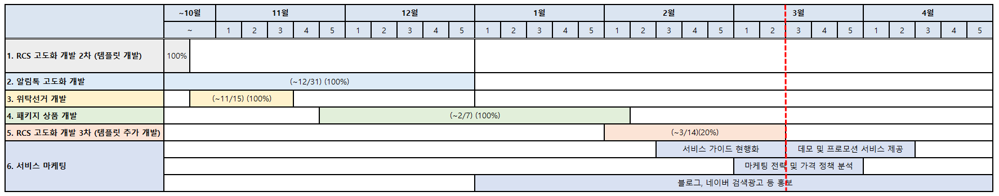 ~10월 11월 12월 1월 2월 3월 4월
~ 1 2 3 4 5 1 2 3 4 5 1 2 3 4 5 1 2 3 4 5 1 2 3 4 5 1 2 3 4 5
1. RCS 고도화 개발 2차 (템플릿 개발) 100%
2. 알림톡 고도화 개발 (~12/31) (100%)
3. 위탁선거 개발 (~11/15) (100%)
4. 패키지 상품 개발 (~2/7) (100%)
5. RCS 고도화 개발 3차 (템플릿 추가 개발) (~3/14)(20%)
서비스 가이드 현행화 데모 및 프로모션 서비스 제공
6. 서비스 마케팅 마케팅 전략 및 가격 정책 분석
블로그, 네이버 검색광고 등 홍보